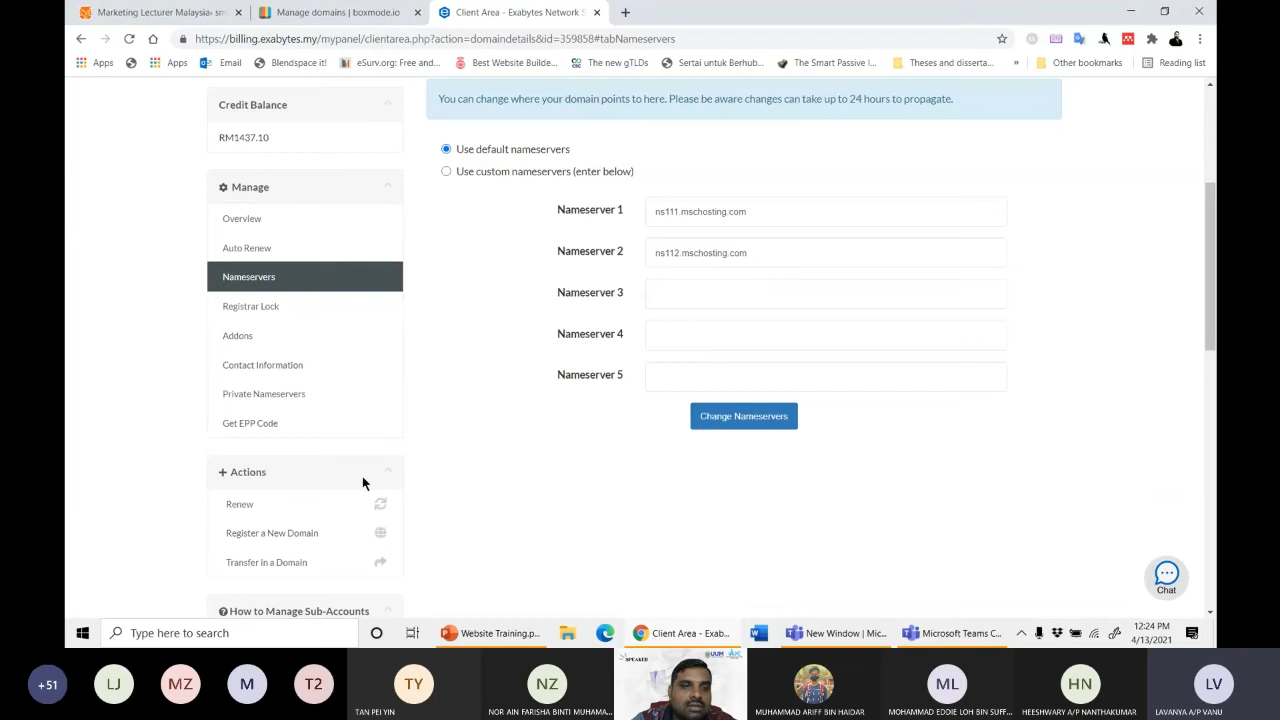 Marketing Lecturer Malaysia- sm
Manage domains | boxmode.io
Client Area - Exabytes Network S
https://billing.exabytes.my/mypanel/clientarea.php?action=domaindetails&id=359858#tabNameservers
Apps
Apps
Email
Blendspace it!
eSurv.org: Free and...
Best Website Builde...
The new gTLDs
Sertai untuk Berhub...
The Smart Passive I...
Theses and disserta...
»
Other bookmarks
Reading list
Credit Balance
RM1437.10
Manage
Overview
Auto Renew
Nameservers
Registrar Lock
Addons
Contact Information
Private Nameservers
Get EPP Code
Actions
Renew
Register a New Domain
Transfer in a Domain
How to Manage Sub-Accounts
You can change where your domain points to here. Please be aware changes can take up to 24 hours to propagate.
Use default nameservers
Use custom nameservers (enter below)
Nameserver 1
ns111.mschosting.com
Nameserver 2
ns112.mschosting.com
Nameserver 3
Nameserver 4
Nameserver 5
Change Nameservers
Chat
Type here to search
Website Training.p...
Client Area - Exab...
New Window | Mic...
Microsoft Teams C...
12:24 PM
4/13/2021
+51
LJ
MZ
M
T2
TY
TAN PEI YIN
NZ
NOR AIN FARISHA BINTI MUHAMA...
SPEAKER
UUM
MUHAMMAD ARIFF BIN HAIDAR
ML
MOHAMMAD EDDIE LOH BIN SUFF...
HN
HEESHWARY A/P NANTHAKUMAR
LV
LAVANYA A/P VANU